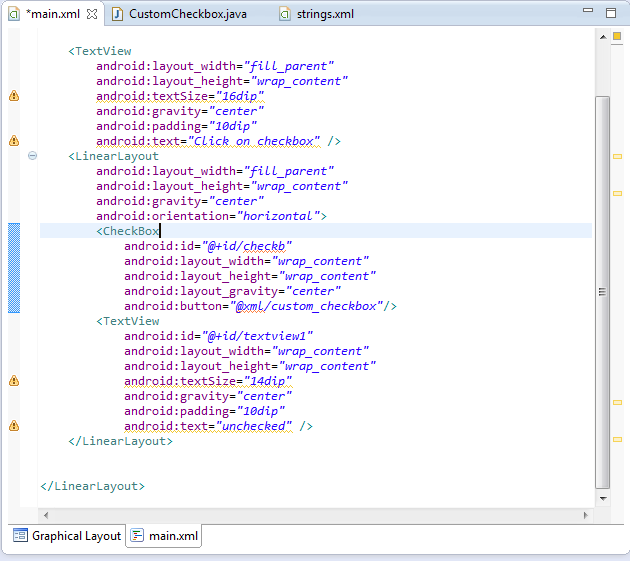 *main.xml
CustomCheckbox.java
strings.xml
<TextView
android:layout_width="fill_parent"
android:layout_height="wrap_content"
android:textSize="16dip"
android:gravity="center"
android:padding="10dip"
android:text="Click on checkbox" />
<LinearLayout
android:layout_width="fill_parent"
android:layout_height="wrap_content"
android:gravity="center"
android:orientation="horizontal">
<CheckBox
android:id="@+id/checkb"
android:layout_width="wrap_content"
android:layout_height="wrap_content"
android:layout_gravity="center"
android:button="@xml/custom_checkbox"/>
<TextView
android:id="@+id/textview1"
android:layout_width="wrap_content"
android:layout_height="wrap_content"
android:textSize="14dip"
android:gravity="center"
android:padding="10dip"
android:text="unchecked" />
</LinearLayout>
</LinearLayout>
Graphical Layout
main.xml